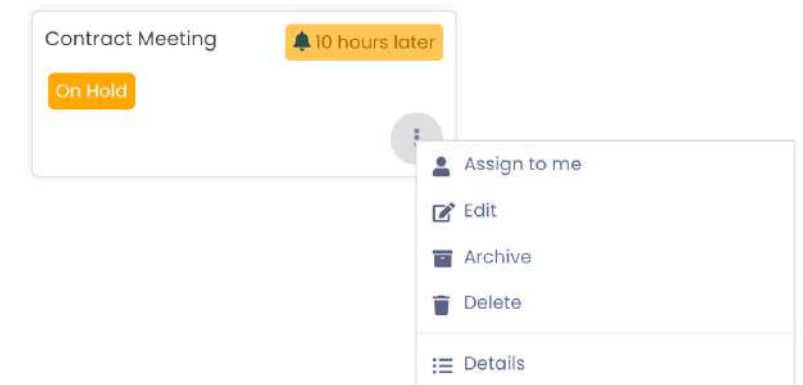 Contract Meeting
10 hours later
On Hold
Assign to me
Edit
Archive
Delete
Details